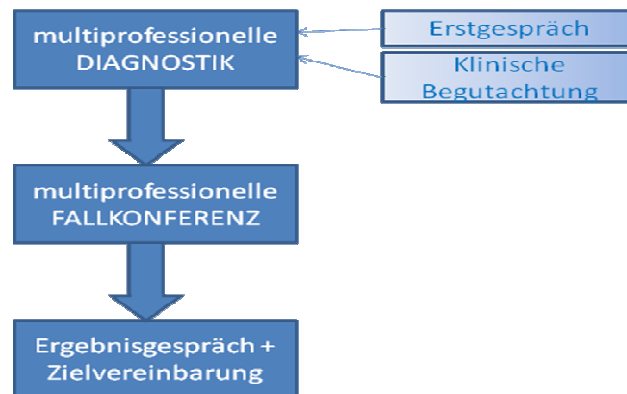 multiprofessionelle
DIAGNOSTIK
Erstgespräch
Klinische
Begutachtung
multiprofessionelle
FALLKONFERENZ
Ergebnisgespräch +
Zielvereinbarung